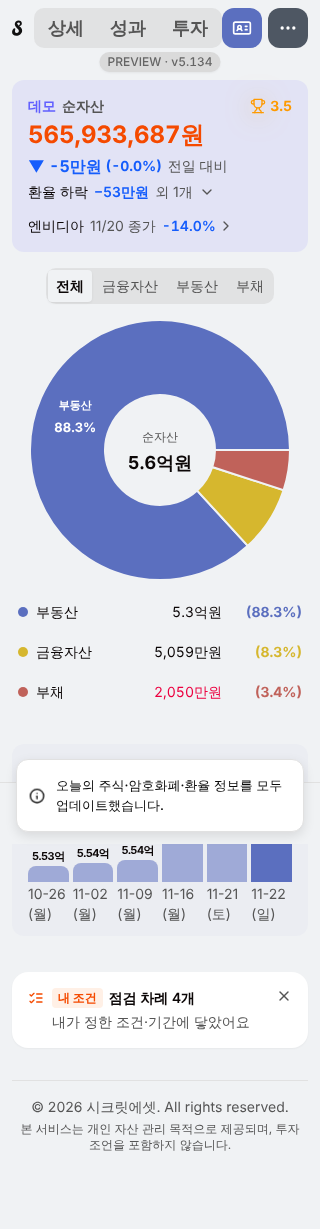 상세 성과 투자
PREVIEW · v5.134
데모 순자산 3.5
565,933,687원
▼ -5만원 (-0.0%) 전일 대비
환율 하락 −53만원 외 1개
엔비디아 11/20 종가 -14.0%
전체 금융자산 부동산 부채
부동산
88.3%
순자산
5.6억원
부동산 5.3억원 (88.3%)
금융자산 5,059만원 (8.3%)
부채 2,050만원 (3.4%)
오늘의 주식·암호화폐·환율 정보를 모두
업데이트했습니다.
5.53억 5.54억 5.54억
10-26 11-02 11-09 11-16 11-21 11-22
(월) (월) (월) (월) (토) (일)
내 조건 점검 차례 4개
내가 정한 조건·기간에 닿았어요
© 2026 시크릿에셋. All rights reserved.
본 서비스는 개인 자산 관리 목적으로 제공되며, 투자
조언을 포함하지 않습니다.